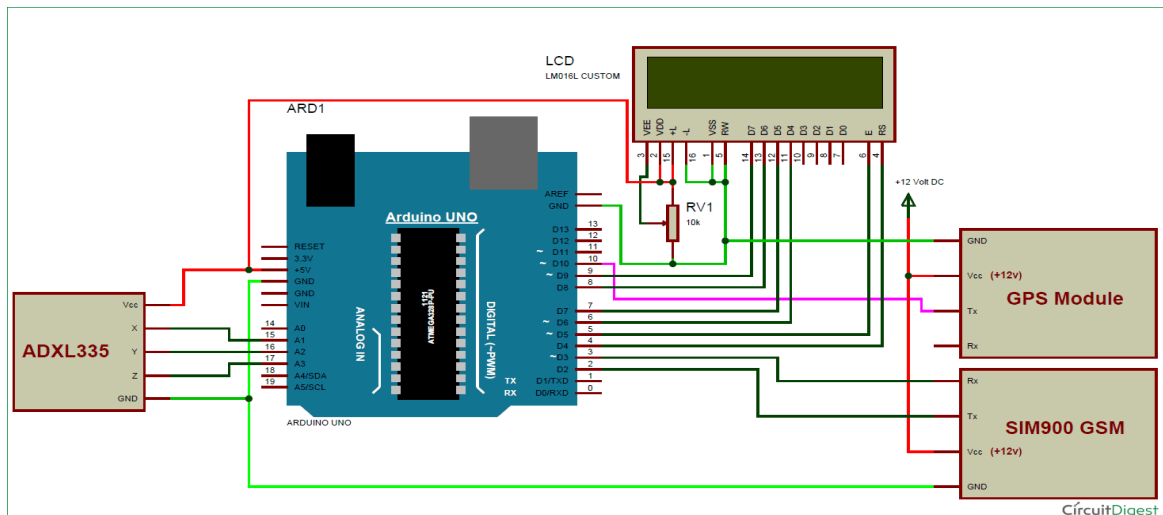 LCD
LM016L CUSTOM
VEE
VDD
+L
-L
VSS
RW
D7
D6
D5
D4
D3
D2
D1
D0
E
RS
3
2
15
16
1
5
14
13
12
11
10
9
8
7
6
4
ARD1
RV1
10k
+12 Volt DC
Arduino UNO
RESET
3.3V
+5V
GND
GND
VIN
14 A0
15 A1
16 A2
17 A3
18 A4/SDA
19 A5/SCL
ANALOG IN
1121
ATMEGA328P-PU
DIGITAL (~PWM)
AREF
GND
D13 13
D12 12
~ D11 11
~ D10 10
~ D9 9
D8 8
D7 7
~ D6 6
~ D5 5
D4 4
~D3 3
D2 2
TX D1/TXD 1
RX D0/RXD 0
ARDUINO UNO
ADXL335
Vcc
X
Y
Z
GND
GND
Vcc (+12v)
GPS Module
Tx
Rx
Rx
Tx
SIM900 GSM
Vcc (+12v)
GND
CírcuitDigest